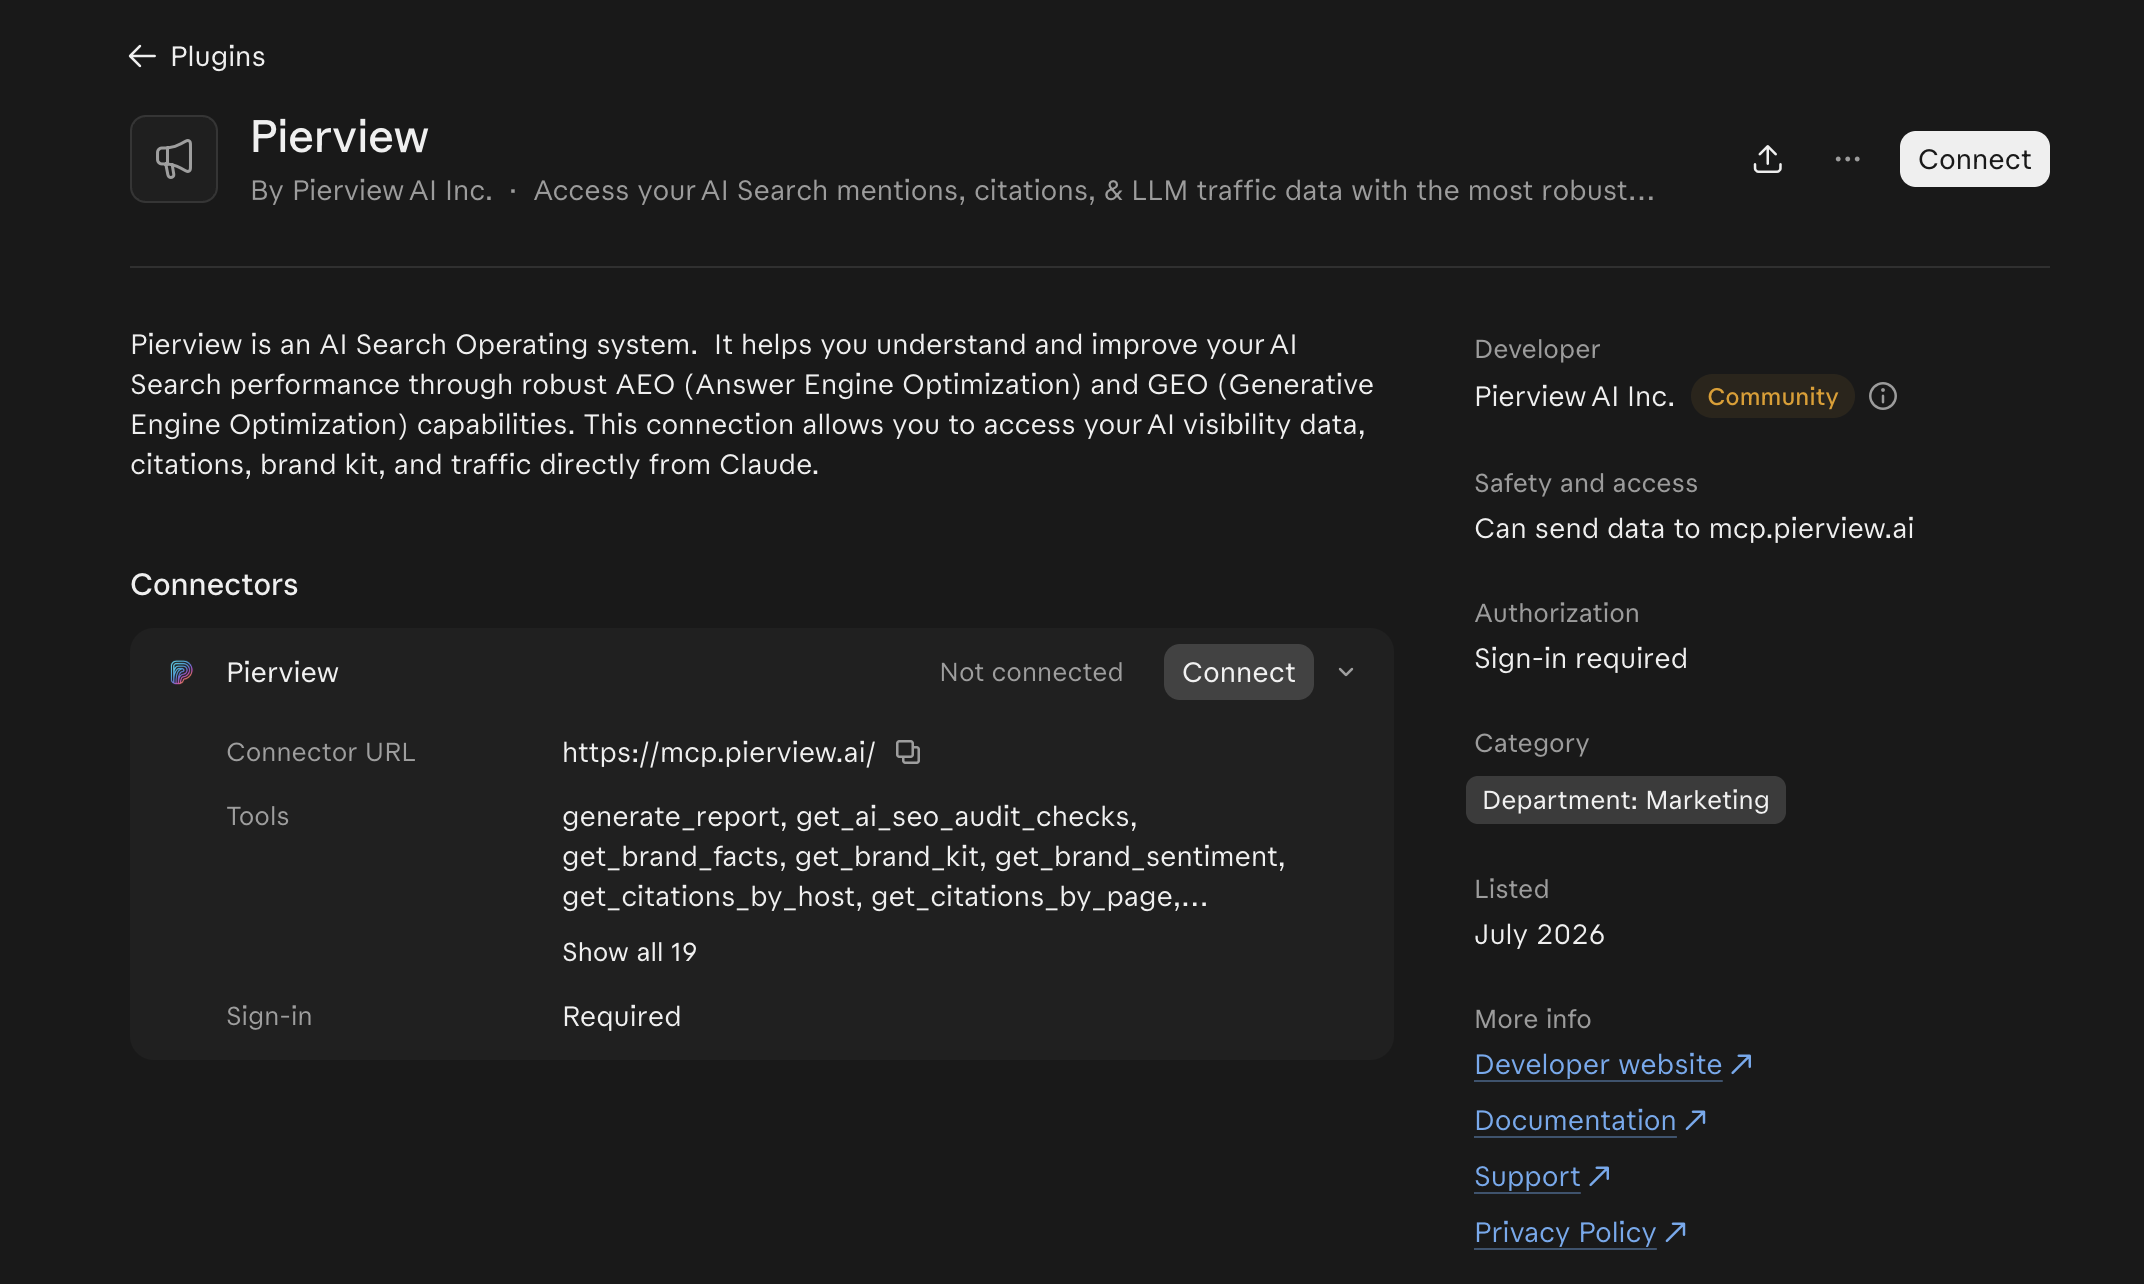 Plugins
Pierview
By Pierview AI Inc. · Access your AI Search mentions, citations, & LLM traffic data with the most robust...
Connect
Pierview is an AI Search Operating system.  It helps you understand and improve your AI
Search performance through robust AEO (Answer Engine Optimization) and GEO (Generative
Engine Optimization) capabilities. This connection allows you to access your AI visibility data,
citations, brand kit, and traffic directly from Claude.
Connectors
Pierview
Not connected
Connect
Connector URL
https://mcp.pierview.ai/
Tools
generate_report, get_ai_seo_audit_checks,
get_brand_facts, get_brand_kit, get_brand_sentiment,
get_citations_by_host, get_citations_by_page,...
Show all 19
Sign-in
Required
Developer
Pierview AI Inc.
Community
Safety and access
Can send data to mcp.pierview.ai
Authorization
Sign-in required
Category
Department: Marketing
Listed
July 2026
More info
Developer website
Documentation
Support
Privacy Policy